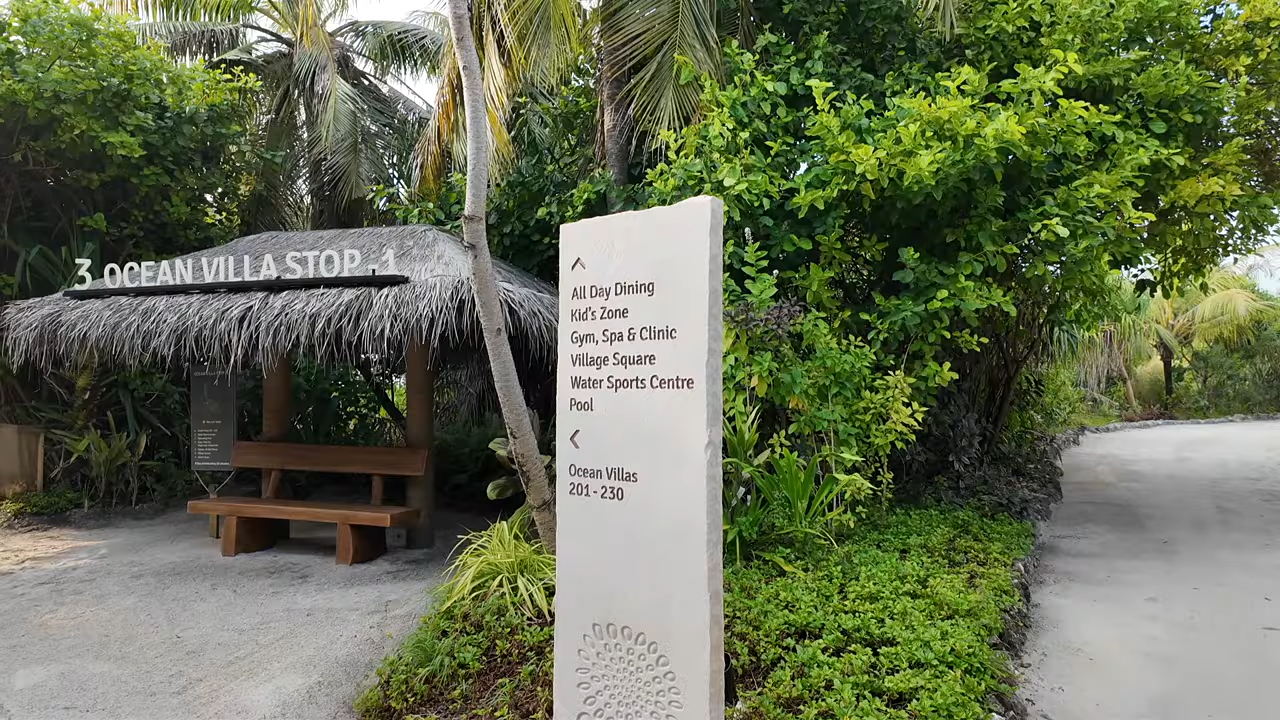 3 OCEAN VILLA STOP -1
All Day Dining
Kid's Zone
Gym, Spa & Clinic
Village Square
Water Sports Centre
Pool
Ocean Villas
201 - 230